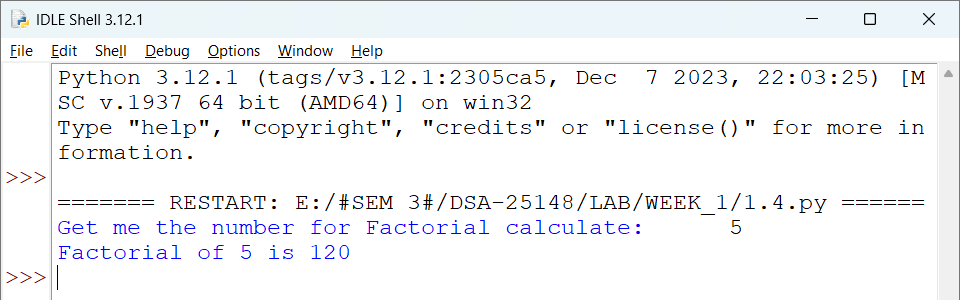 IDLE Shell 3.12.1
File Edit Shell Debug Options Window Help
Python 3.12.1 (tags/v3.12.1:2305ca5, Dec  7 2023, 22:03:25) [M
SC v.1937 64 bit (AMD64)] on win32
Type "help", "copyright", "credits" or "license()" for more in
formation.
>>>
======= RESTART: E:/#SEM 3#/DSA-25148/LAB/WEEK_1/1.4.py ======
Get me the number for Factorial calculate:       5
Factorial of 5 is 120
>>>